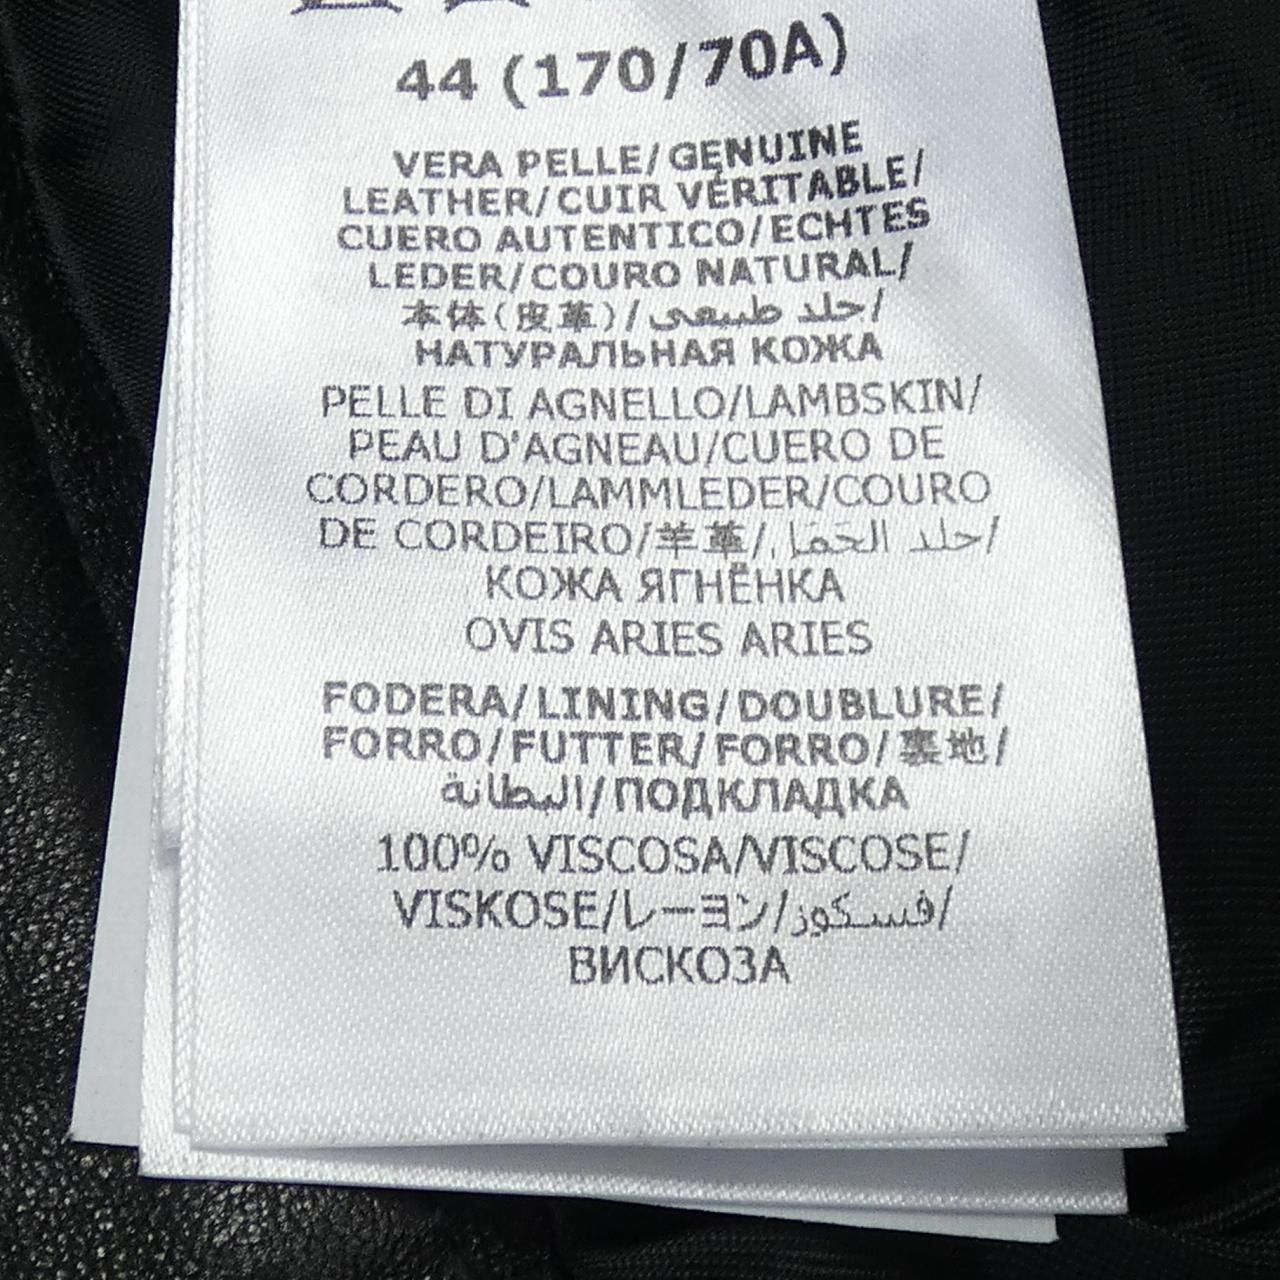 44 (170/70A)
VERA PELLE/GENUINE
LEATHER/CUIR VÉRITABLE/
CUERO AUTENTICO/ECHTES
LEDER/COURO NATURAL/
本体(皮革)/جلد طبيعي/
НАТУРАЛЬНАЯ КОЖА
PELLE DI AGNELLO/LAMBSKIN/
PEAU D'AGNEAU/CUERO DE
CORDERO/LAMMLEDER/COURO
DE CORDEIRO/羊革/جلد الحَمَل/
КОЖА ЯГНЁНКА
OVIS ARIES ARIES
FODERA/LINING/DOUBLURE/
FORRO/FUTTER/FORRO/裏地/
البطانة/ПОДКЛАДКА
100% VISCOSA/VISCOSE/
VISKOSE/レーヨン/فسكوز/
ВИСКОЗА